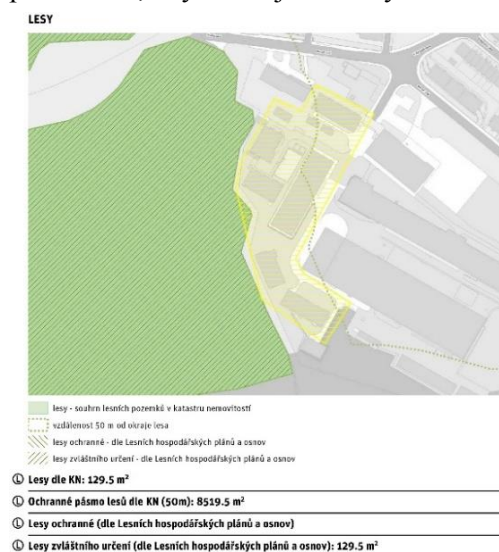 LESY
lesy - souhrn lesních pozemků v katastru nemovitostí
vzdálenost 50 m od okraje lesa
lesy ochranné - dle Lesních hospodářských plánů a osnov
lesy zvláštního určení - dle Lesních hospodářských plánů a osnov
Ⓛ Lesy dle KN: 129.5 m²
Ⓛ Ochranné pásmo lesů dle KN (50m): 8519.5 m²
Ⓛ Lesy ochranné (dle Lesních hospodářských plánů a osnov)
Ⓛ Lesy zvláštního určení (dle Lesních hospodářských plánů a osnov): 129.5 m²